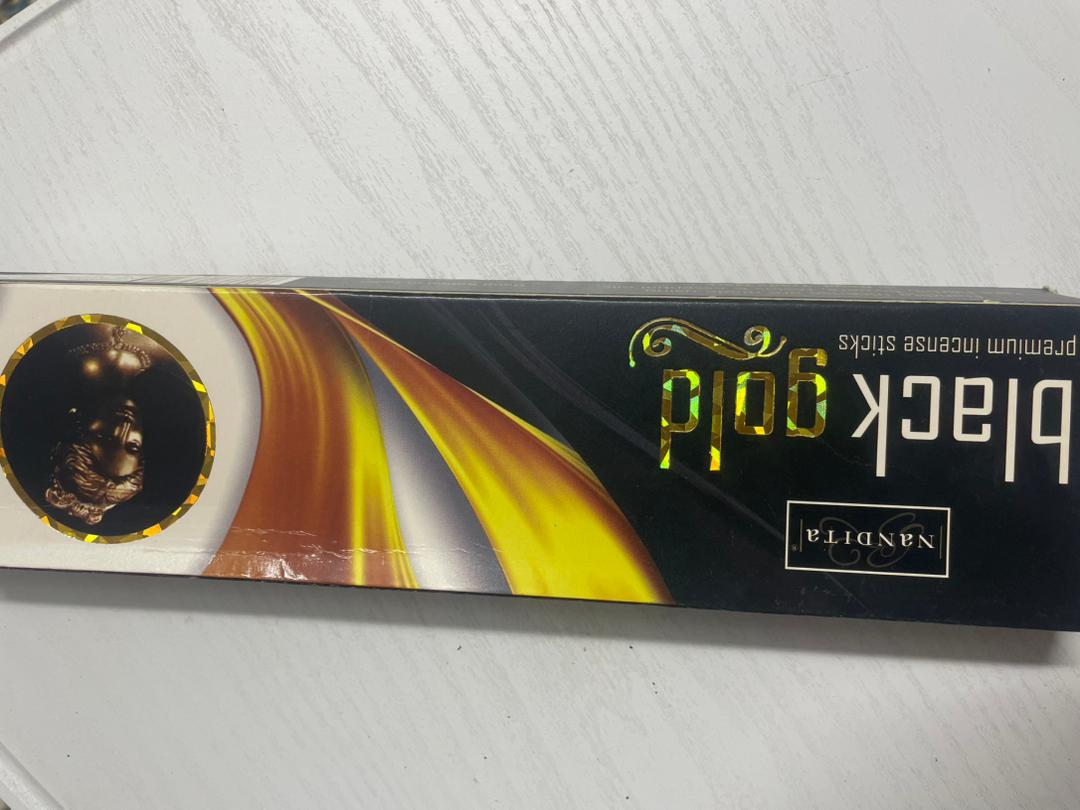 NaNDITa
®
black gold
premium incense sticks